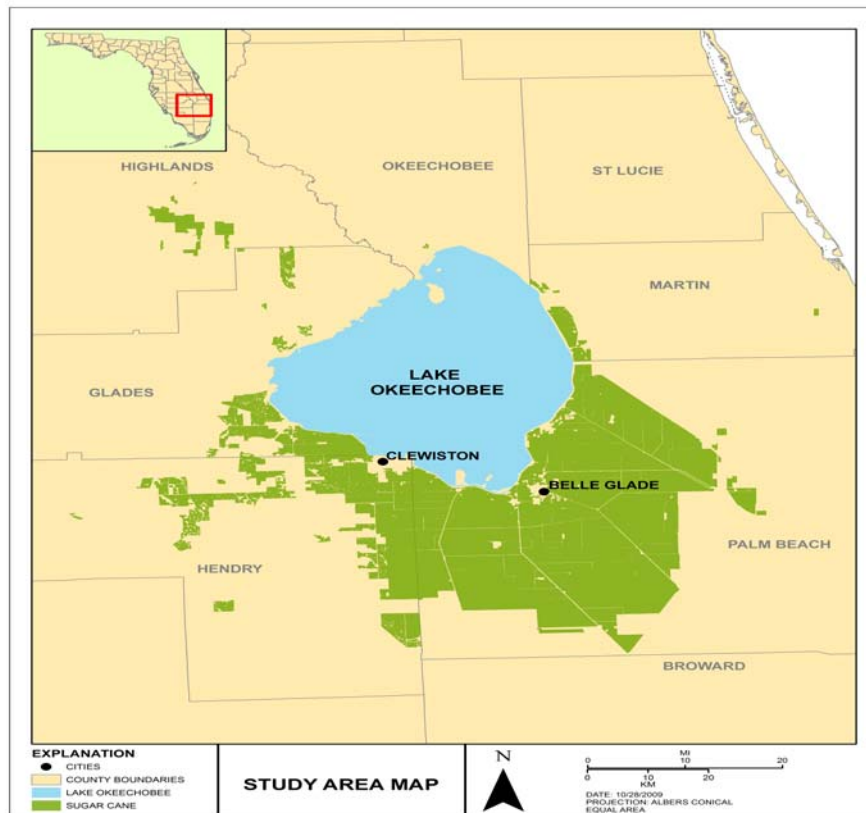 HIGHLANDS
OKEECHOBEE
ST LUCIE
MARTIN
LAKE
OKEECHOBEE
GLADES
CLEWISTON
BELLE GLADE
PALM BEACH
HENDRY
BROWARD
EXPLANATION
CITIES
COUNTY BOUNDARIES
LAKE OKEECHOBEE
SUGAR CANE
STUDY AREA MAP
N
MI
0 10 20
0 10 20
KM
DATE: 10/28/2009
PROJECTION: ALBERS CONICAL
EQUAL AREA